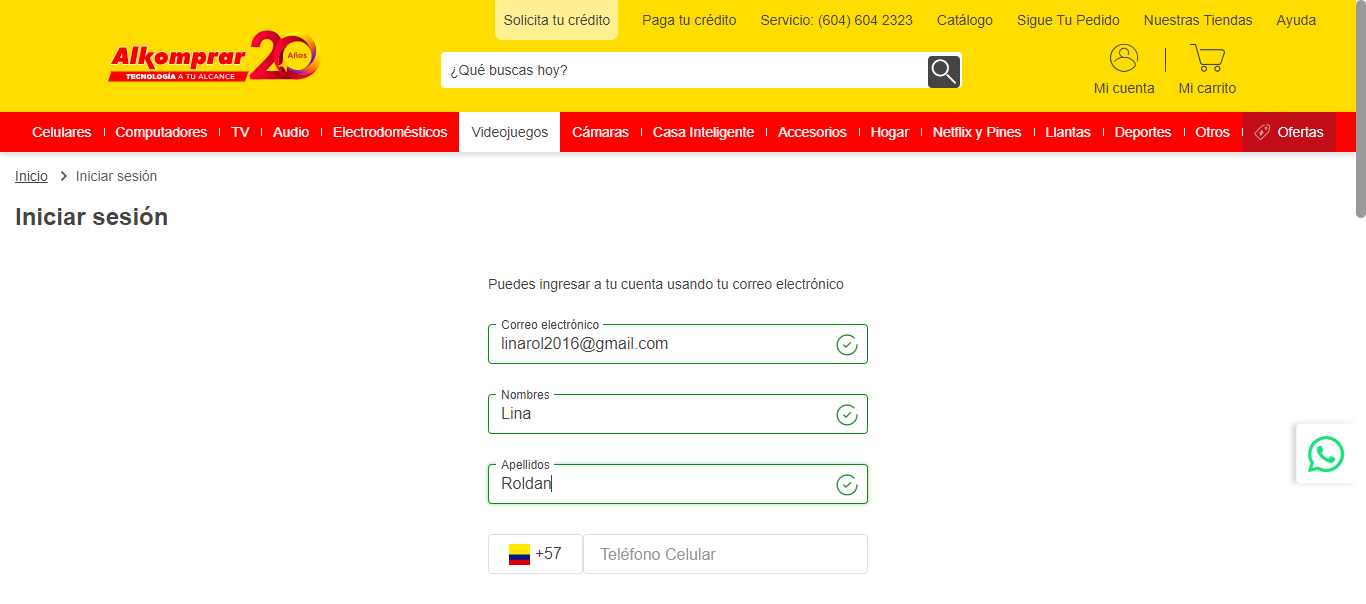 Solicita tu crédito Paga tu crédito Servicio: (604) 604 2323 Catálogo Sigue Tu Pedido Nuestras Tiendas Ayuda
Alkomprar 20 Años
TECNOLOGÍA A TU ALCANCE
¿Qué buscas hoy?
Mi cuenta Mi carrito
Celulares Computadores TV Audio Electrodomésticos Videojuegos Cámaras Casa Inteligente Accesorios Hogar Netflix y Pines Llantas Deportes Otros Ofertas
Inicio > Iniciar sesión
Iniciar sesión
Puedes ingresar a tu cuenta usando tu correo electrónico
Correo electrónico
linarol2016@gmail.com
Nombres
Lina
Apellidos
Roldan
+57 Teléfono Celular